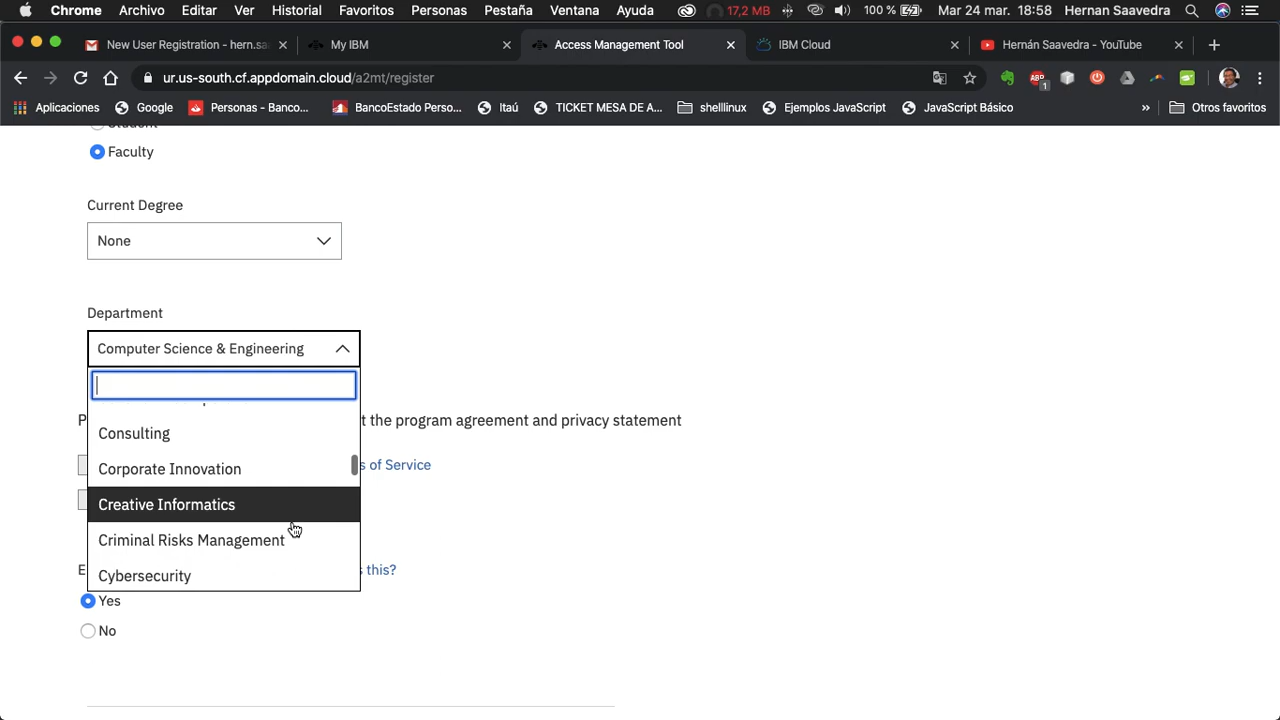 Chrome Archivo Editar Ver Historial Favoritos Personas Pestaña Ventana Ayuda 17,2 MB 100 % Mar 24 mar. 18:58 Hernan Saavedra
New User Registration - hern.sa
My IBM
Access Management Tool
IBM Cloud
Hernán Saavedra - YouTube
ur.us-south.cf.appdomain.cloud/a2mt/register
ABP 1
Aplicaciones Google Personas - Banco... BancoEstado Perso... Itaú TICKET MESA DE A... shelllinux Ejemplos JavaScript JavaScript Básico » Otros favoritos
Student
Faculty
Current Degree
None
Department
Computer Science & Engineering
P t the program agreement and privacy statement
Consulting
Corporate Innovation s of Service
Creative Informatics
Criminal Risks Management
E s this?
Cybersecurity
Yes
No